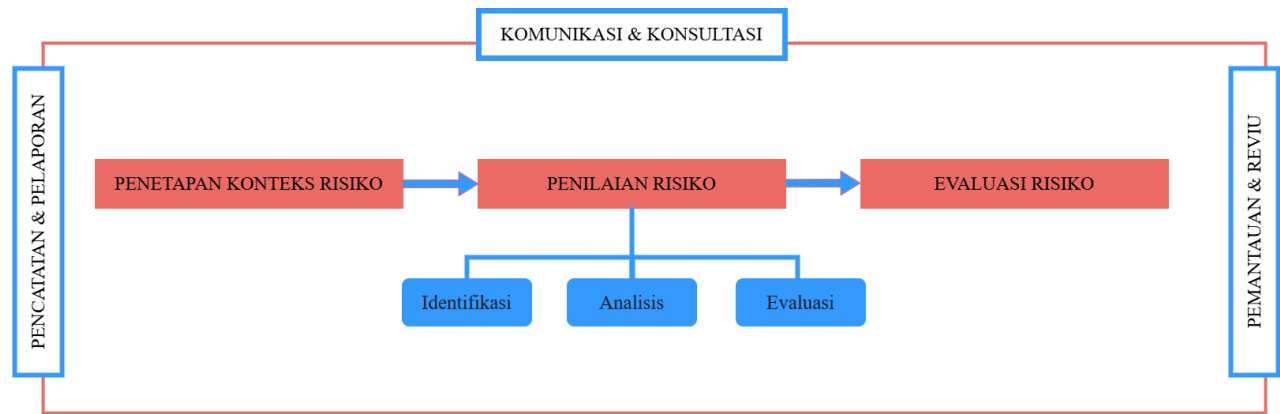 KOMUNIKASI & KONSULTASI
PENCATATAN & PELAPORAN
PENETAPAN KONTEKS RISIKO
PENILAIAN RISIKO
EVALUASI RISIKO
Identifikasi
Analisis
Evaluasi
PEMANTAUAN & REVIU